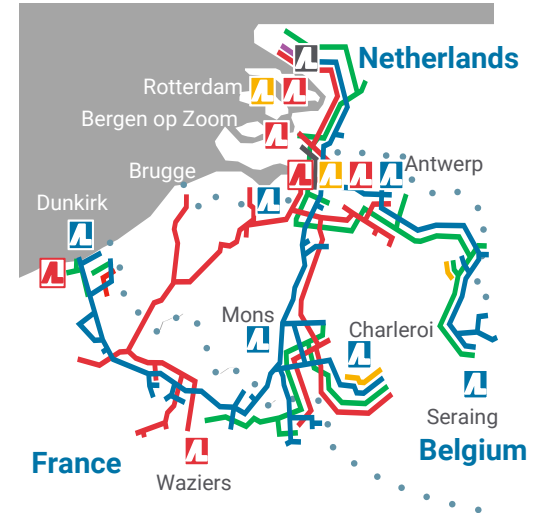 Netherlands
Rotterdam
Bergen op Zoom
Brugge
Antwerp
Dunkirk
Mons
Charleroi
Seraing
France
Belgium
Waziers